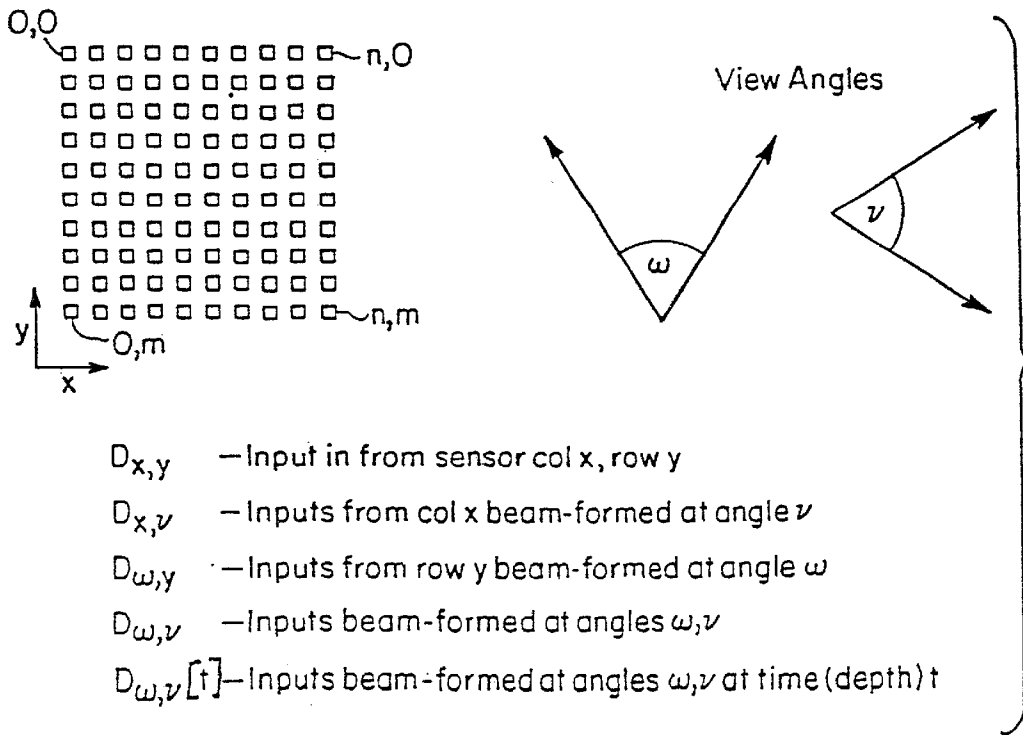 0,0
n,0
View Angles
ω
ν
y
n,m
0,m
x
Dx,y –Input in from sensor col x, row y
Dx,ν –Inputs from col x beam-formed at angle ν
Dω,y –Inputs from row y beam-formed at angle ω
Dω,ν –Inputs beam-formed at angles ω,ν
Dω,ν[t]–Inputs beam-formed at angles ω,ν at time (depth) t